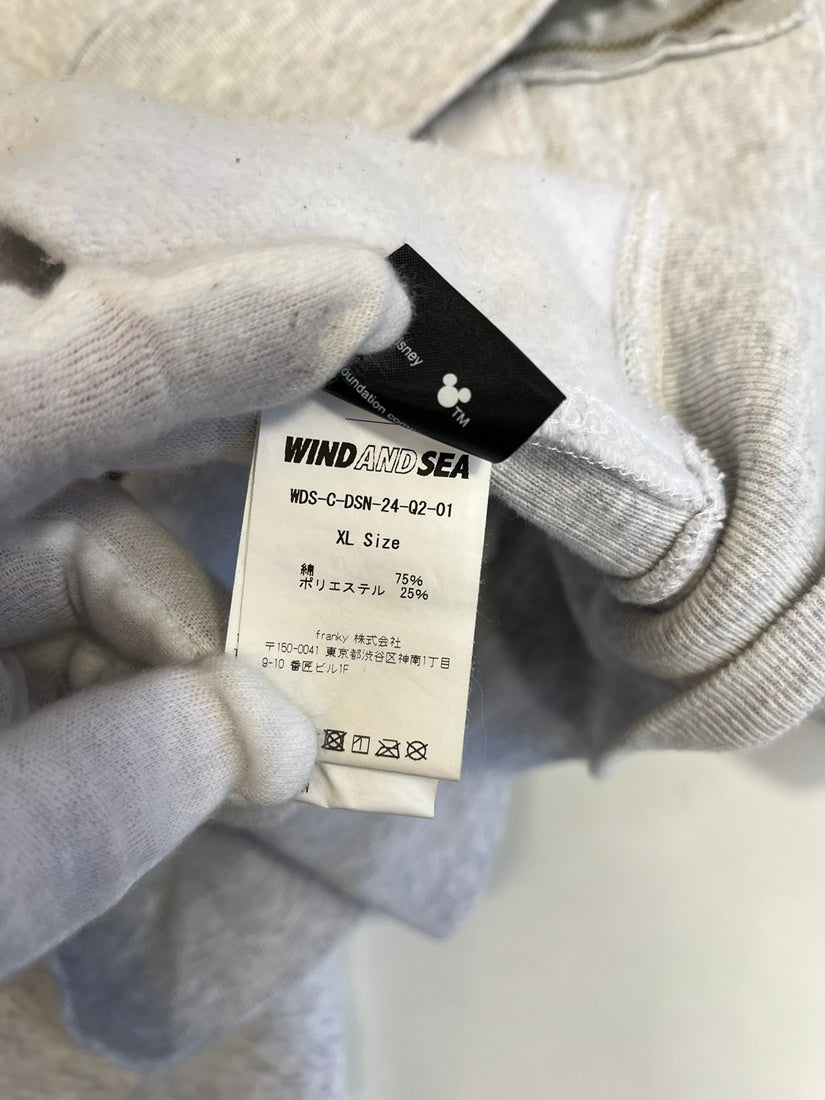 sney
oundation.com
TM
WINDANDSEA
WDS-C-DSN-24-Q2-01
XL Size
綿 75%
ポリエステル 25%
franky 株式会社
〒150-0041 東京都渋谷区神南1丁目
9-10 番匠ビル1F